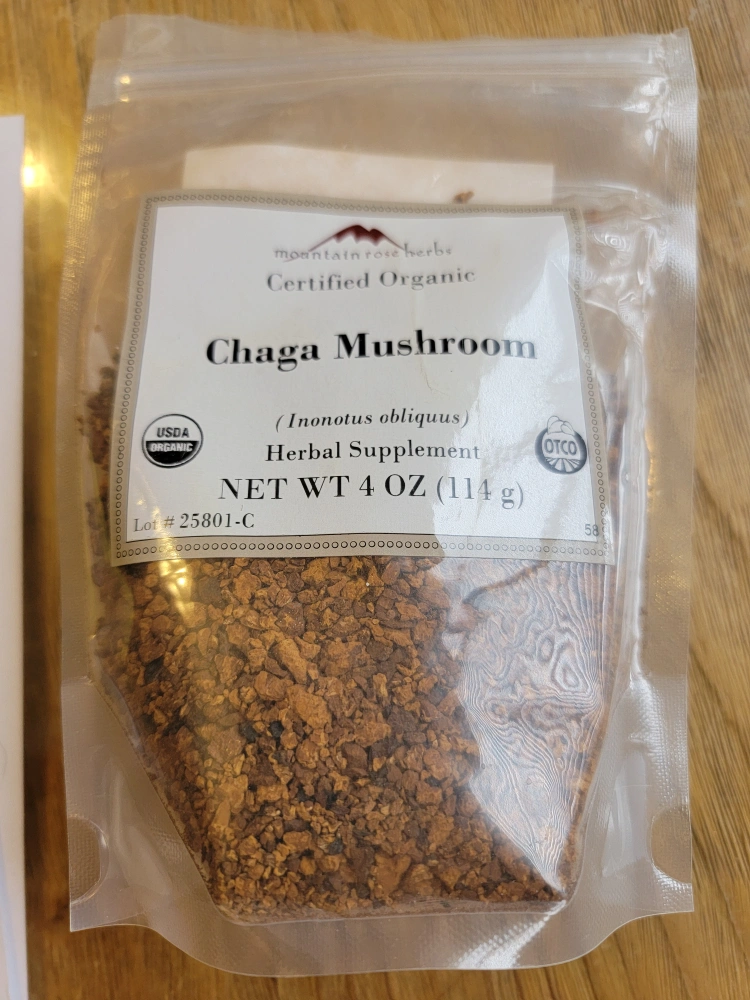 mountain rose herbs
Certified Organic
Chaga Mushroom
(Inonotus obliquus)
USDA
ORGANIC
OTCO
Herbal Supplement
NET WT 4 OZ (114 g)
Lot # 25801-C
58